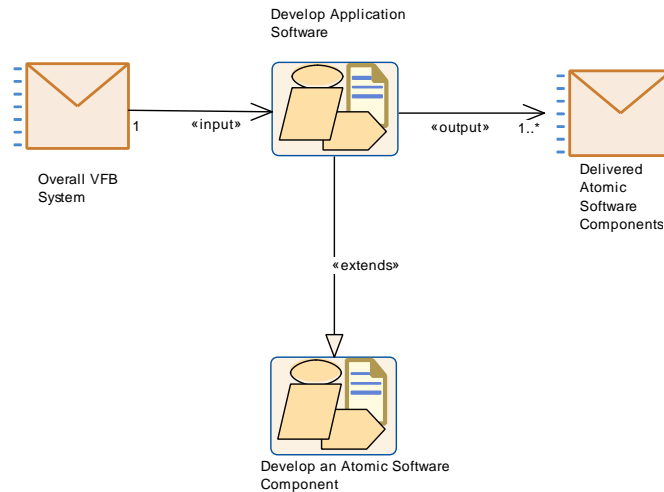 Develop Application
Software
1
«input»
«output»
1..*
Overall VFB
System
Delivered
Atomic
Software
Components
«extends»
Develop an Atomic Software
Component